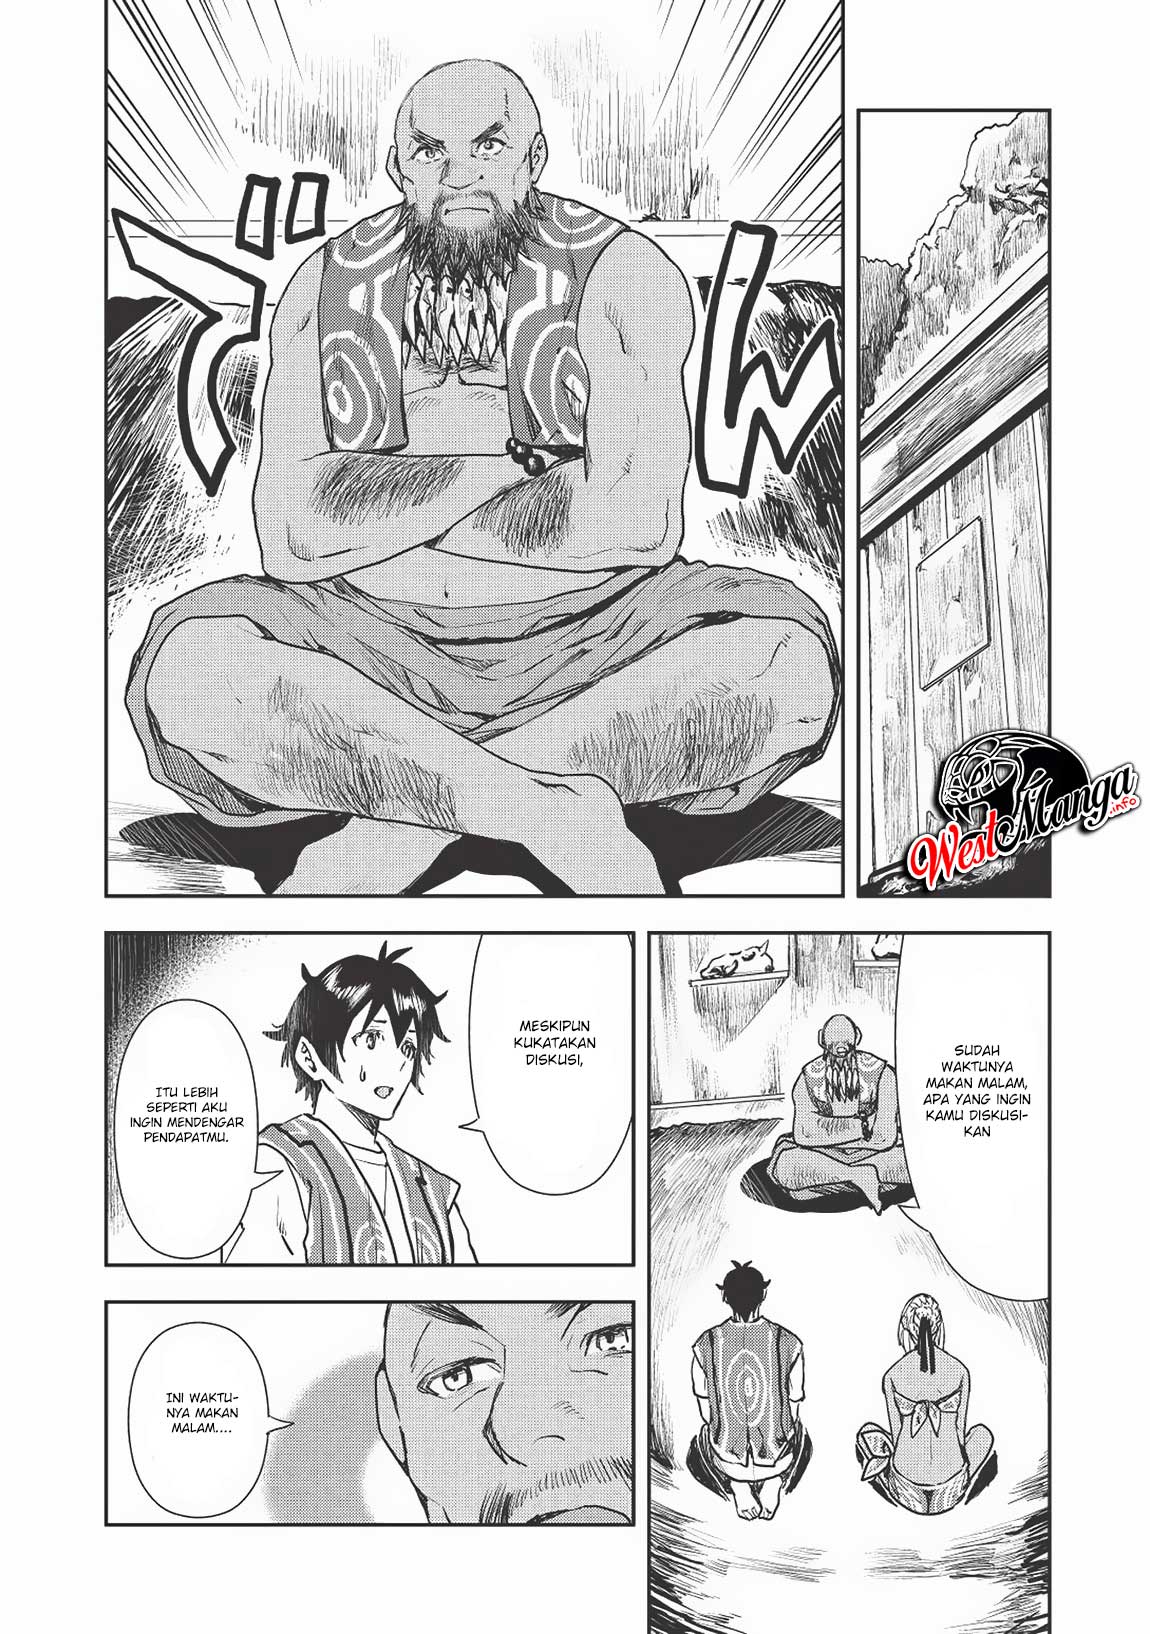 ズ
ん
WestManga
.info
SUDAH
WAKTUNYA
MAKAN MALAM,
APA YANG INGIN
KAMU DISKUSI-
KAN
MESKIPUN
KUKATAKAN
DISKUSI,
ITU LEBIH
SEPERTI AKU
INGIN MENDENGAR
PENDAPATMU.
INI WAKTU-
NYA MAKAN
MALAM....